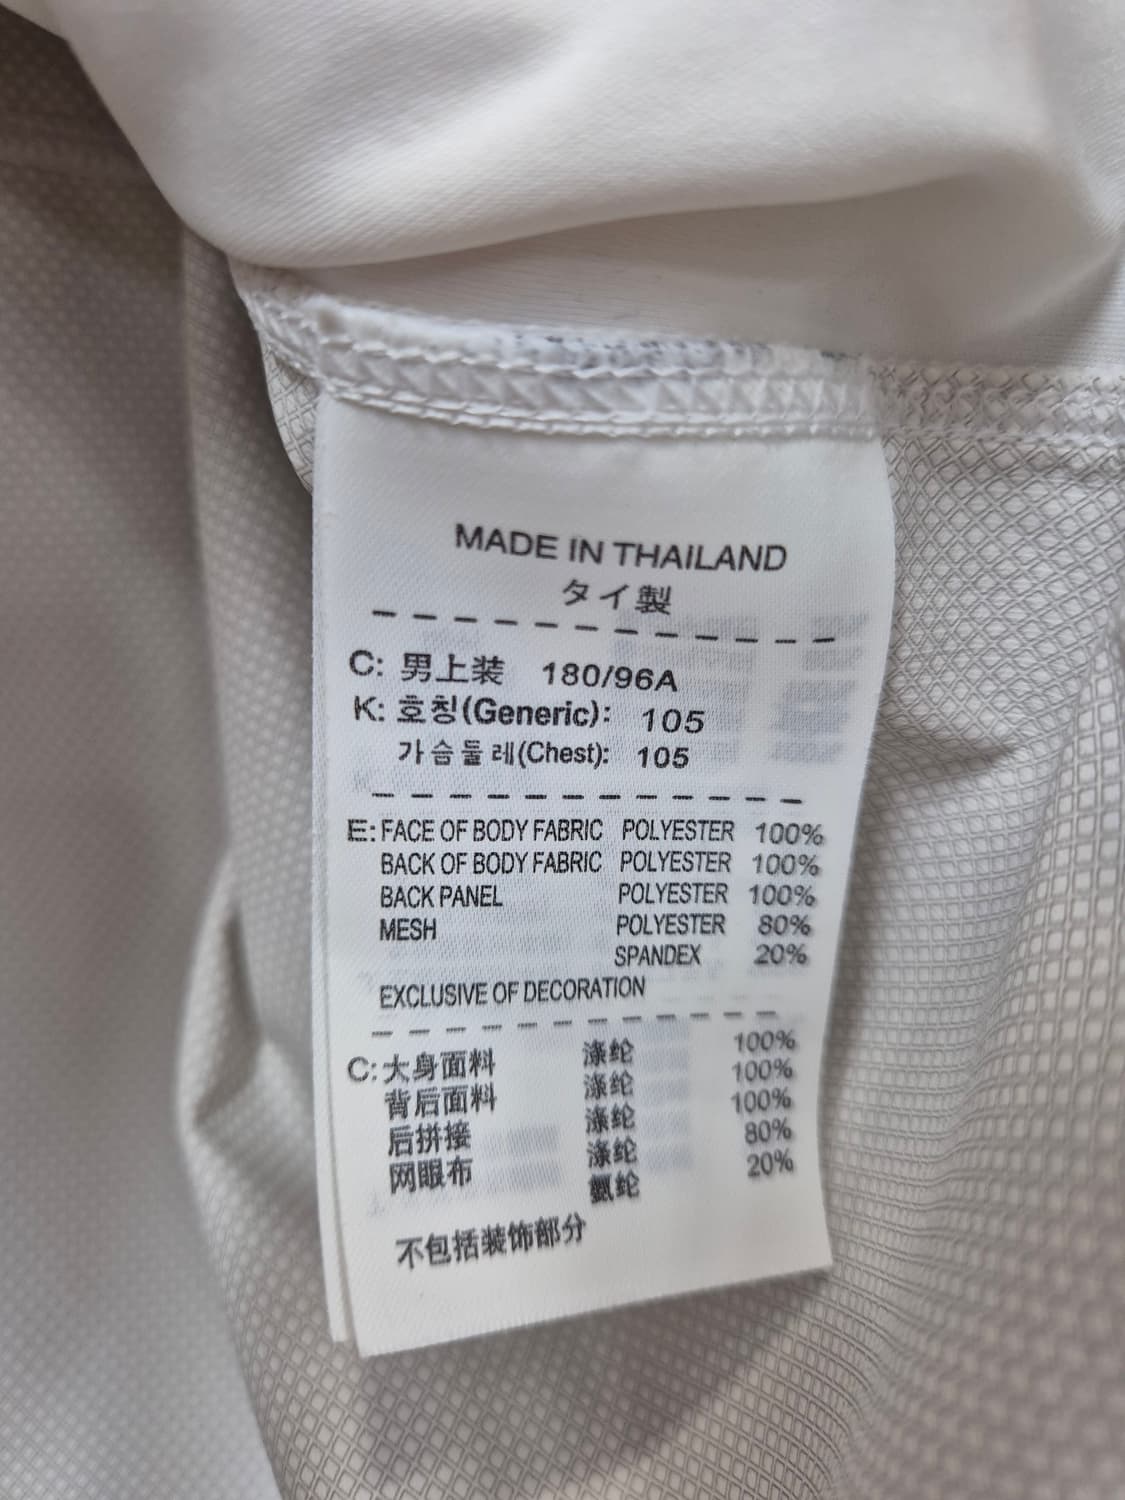 MADE IN THAILAND
タイ製
C: 男上装 180/96A
K: 호칭(Generic): 105
가슴둘레(Chest): 105
E: FACE OF BODY FABRIC POLYESTER 100%
BACK OF BODY FABRIC POLYESTER 100%
BACK PANEL POLYESTER 100%
MESH POLYESTER 80%
SPANDEX 20%
EXCLUSIVE OF DECORATION
C: 大身面料 涤纶 100%
背后面料 涤纶 100%
后拼接 涤纶 100%
网眼布 涤纶 80%
氨纶 20%
不包括装饰部分